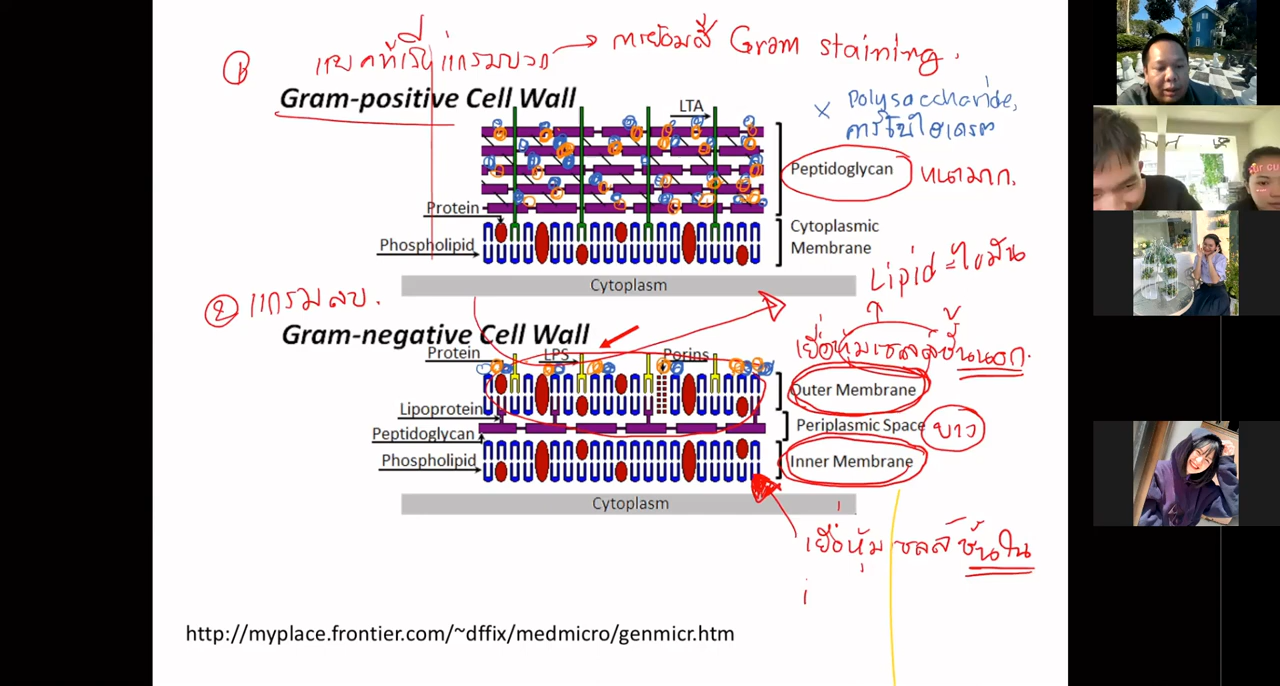 ① แบคทีเรียแกรมบวก → การย้อมสี Gram staining.
Gram-positive Cell Wall
LTA
× Polysaccharide,
คาร์โบไฮเดรต
Peptidoglycan
หนามาก.
Protein
Phospholipid
Cytoplasmic
Membrane
Cytoplasm
Lipid = ไขมัน
② แกรมลบ.
Gram-negative Cell Wall
เยื่อหุ้มเซลล์ชั้นนอก.
Protein
LPS
Porins
Outer Membrane
Lipoprotein
Periplasmic Space
บาง
Peptidoglycan
Phospholipid
Inner Membrane
Cytoplasm
เยื่อหุ้มเซลล์ชั้นใน
http://myplace.frontier.com/~dffix/medmicro/genmicr.htm